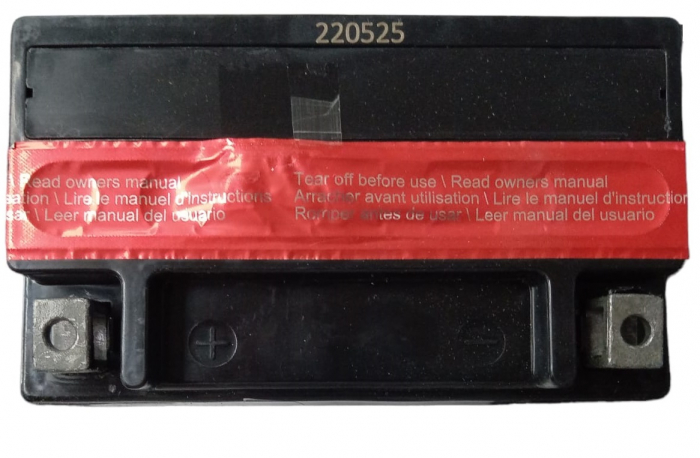 220525
\ Read owners manual Tear off before use \ Read owners manual
sation \ Lire le manuel d'instructions Arracher avant utilisation \ Lire le manuel d'instruction
sar \ Leer manual del usuario Romper antes de usar \ Leer manual del usuario
+
-